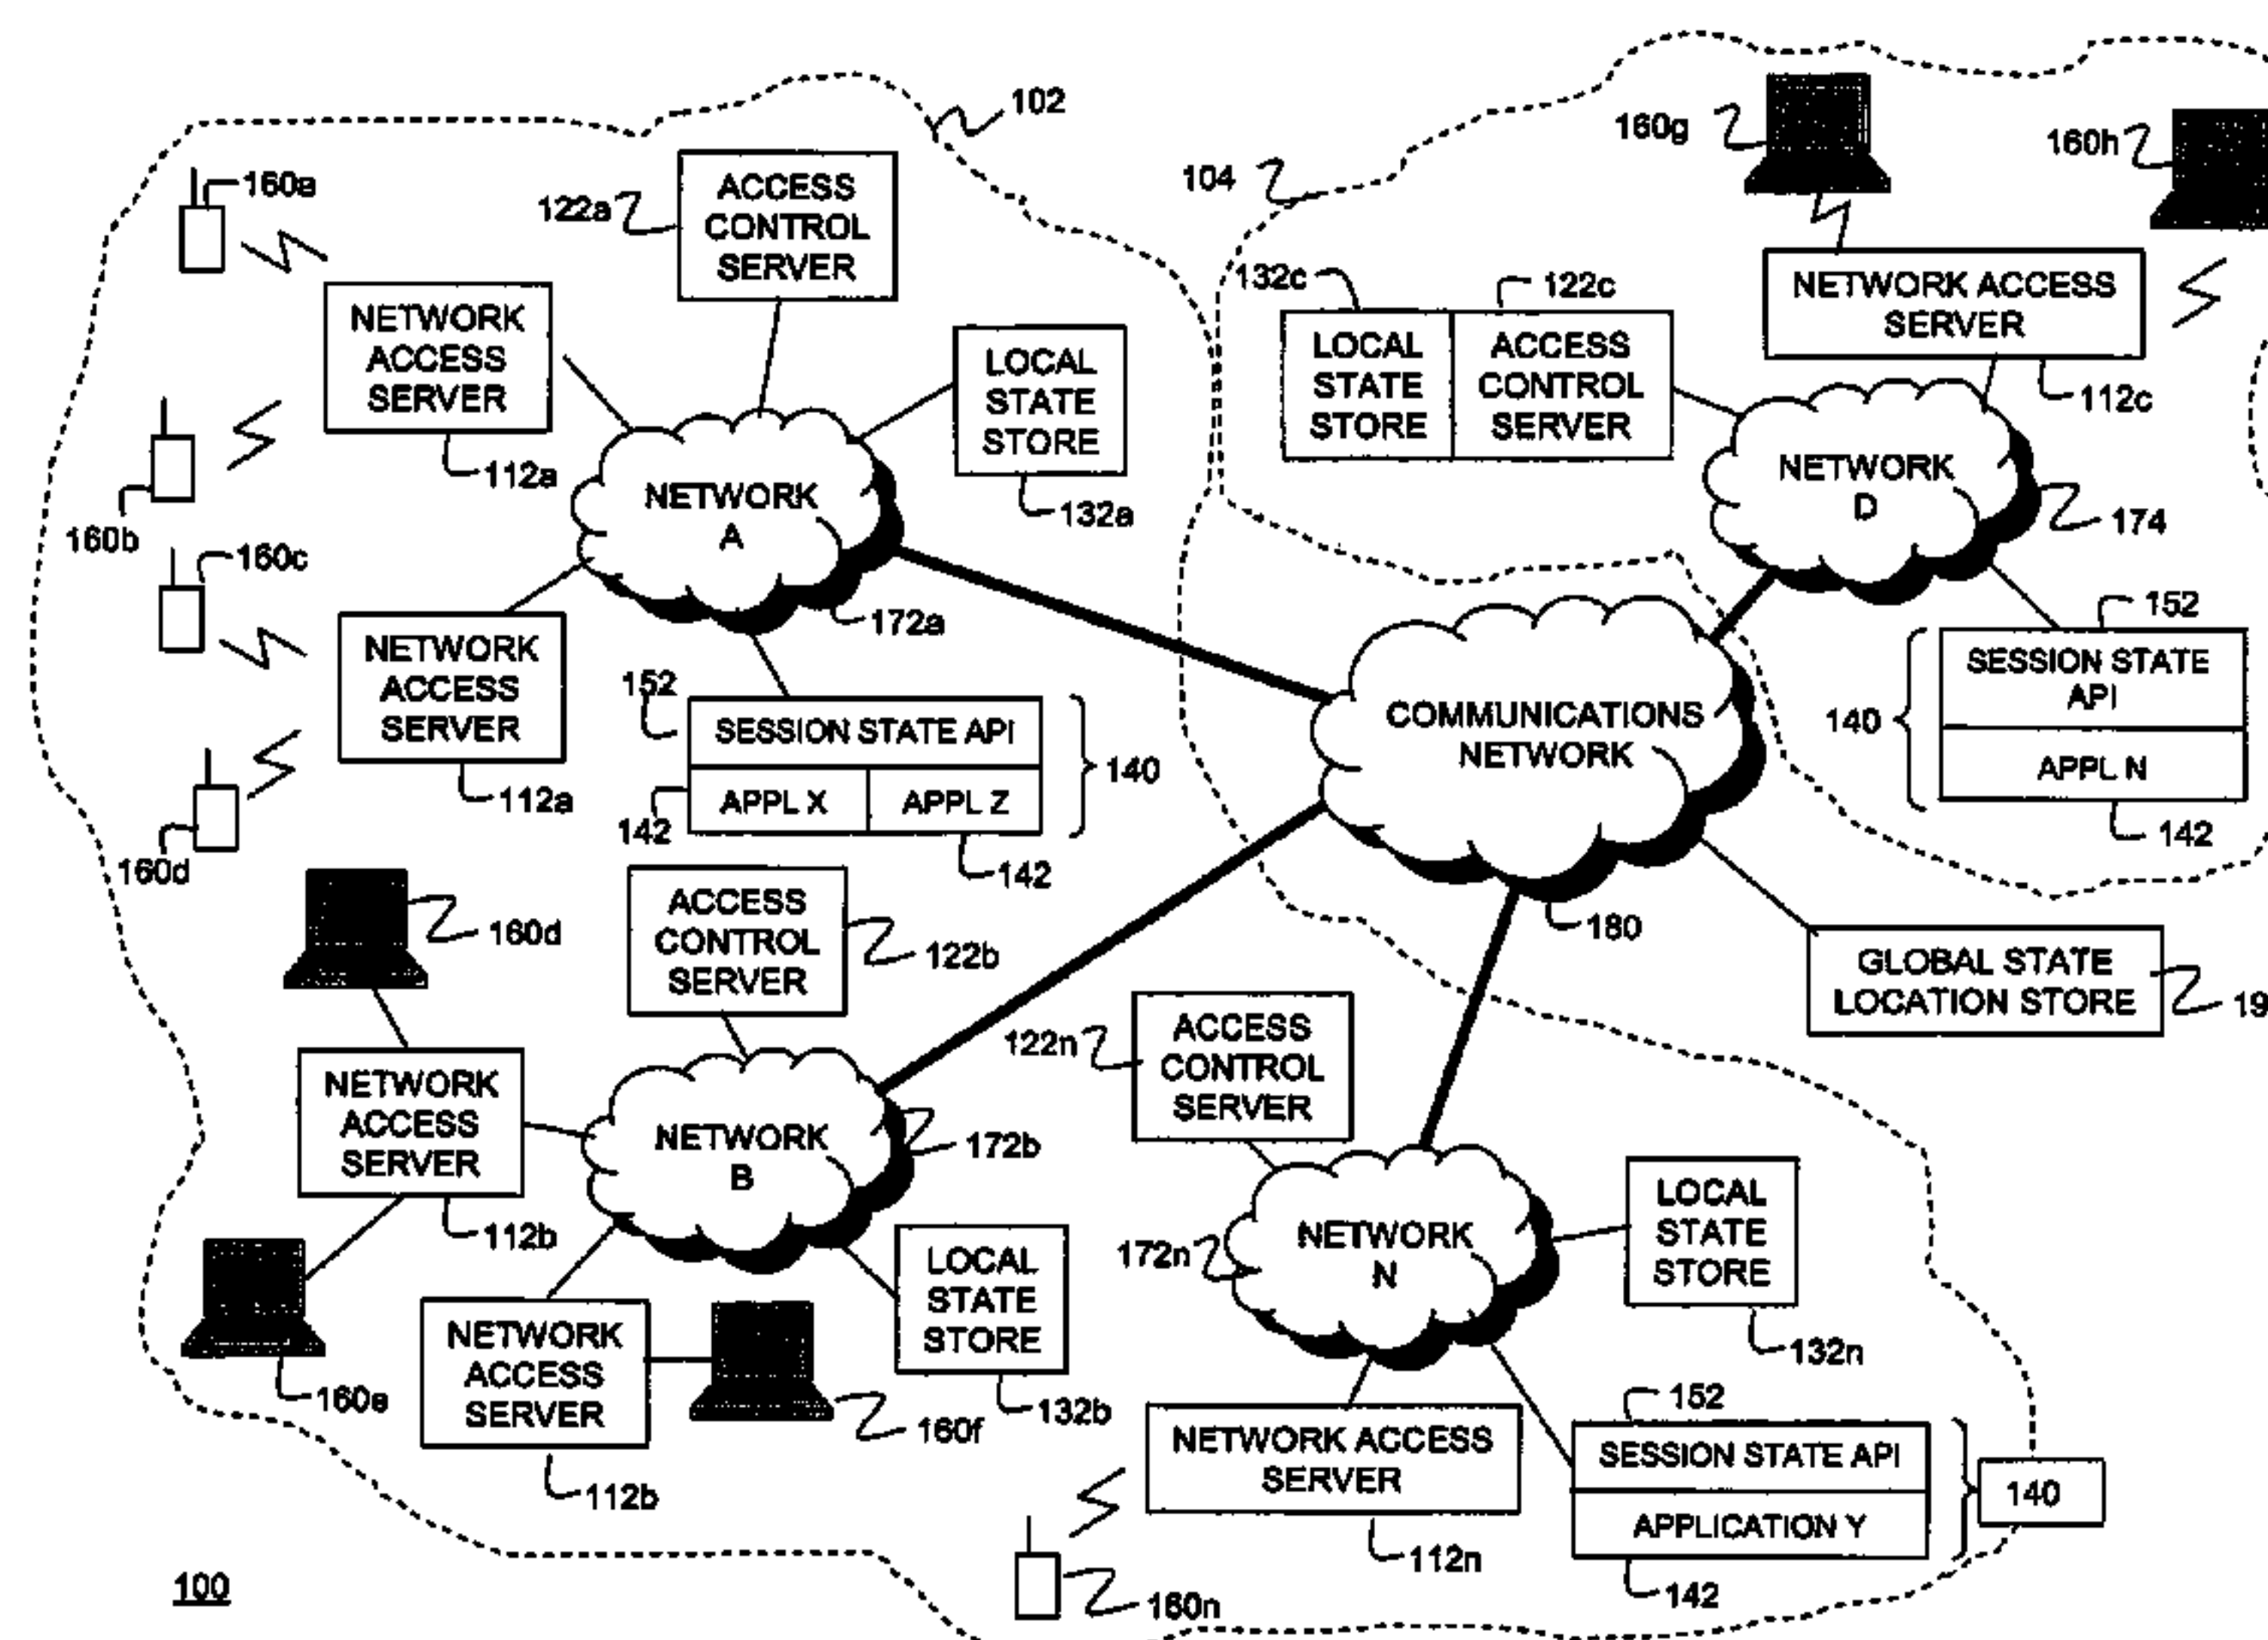 102
160g
160h
160a
122a
ACCESS
CONTROL
SERVER
104
132c
122c
NETWORK ACCESS
SERVER
NETWORK
ACCESS
SERVER
LOCAL
STATE
STORE
LOCAL
STATE
STORE
ACCESS
CONTROL
SERVER
112c
112a
NETWORK
A
132a
NETWORK
D
174
160b
160c
172a
NETWORK
ACCESS
SERVER
152
152
SESSION STATE
API
140
APPL N
142
SESSION STATE API
140
142
APPL X
APPL Z
142
COMMUNICATIONS
NETWORK
112a
160d
160d
ACCESS
CONTROL
SERVER
122b
180
GLOBAL STATE
LOCATION STORE
19
122n
ACCESS
CONTROL
SERVER
NETWORK
ACCESS
SERVER
NETWORK
B
172b
112b
LOCAL
STATE
STORE
172n
NETWORK
N
LOCAL
STATE
STORE
132n
160e
NETWORK
ACCESS
SERVER
160f
132b
NETWORK ACCESS
SERVER
152
SESSION STATE API
140
APPLICATION Y
112b
112n
142
100
160n